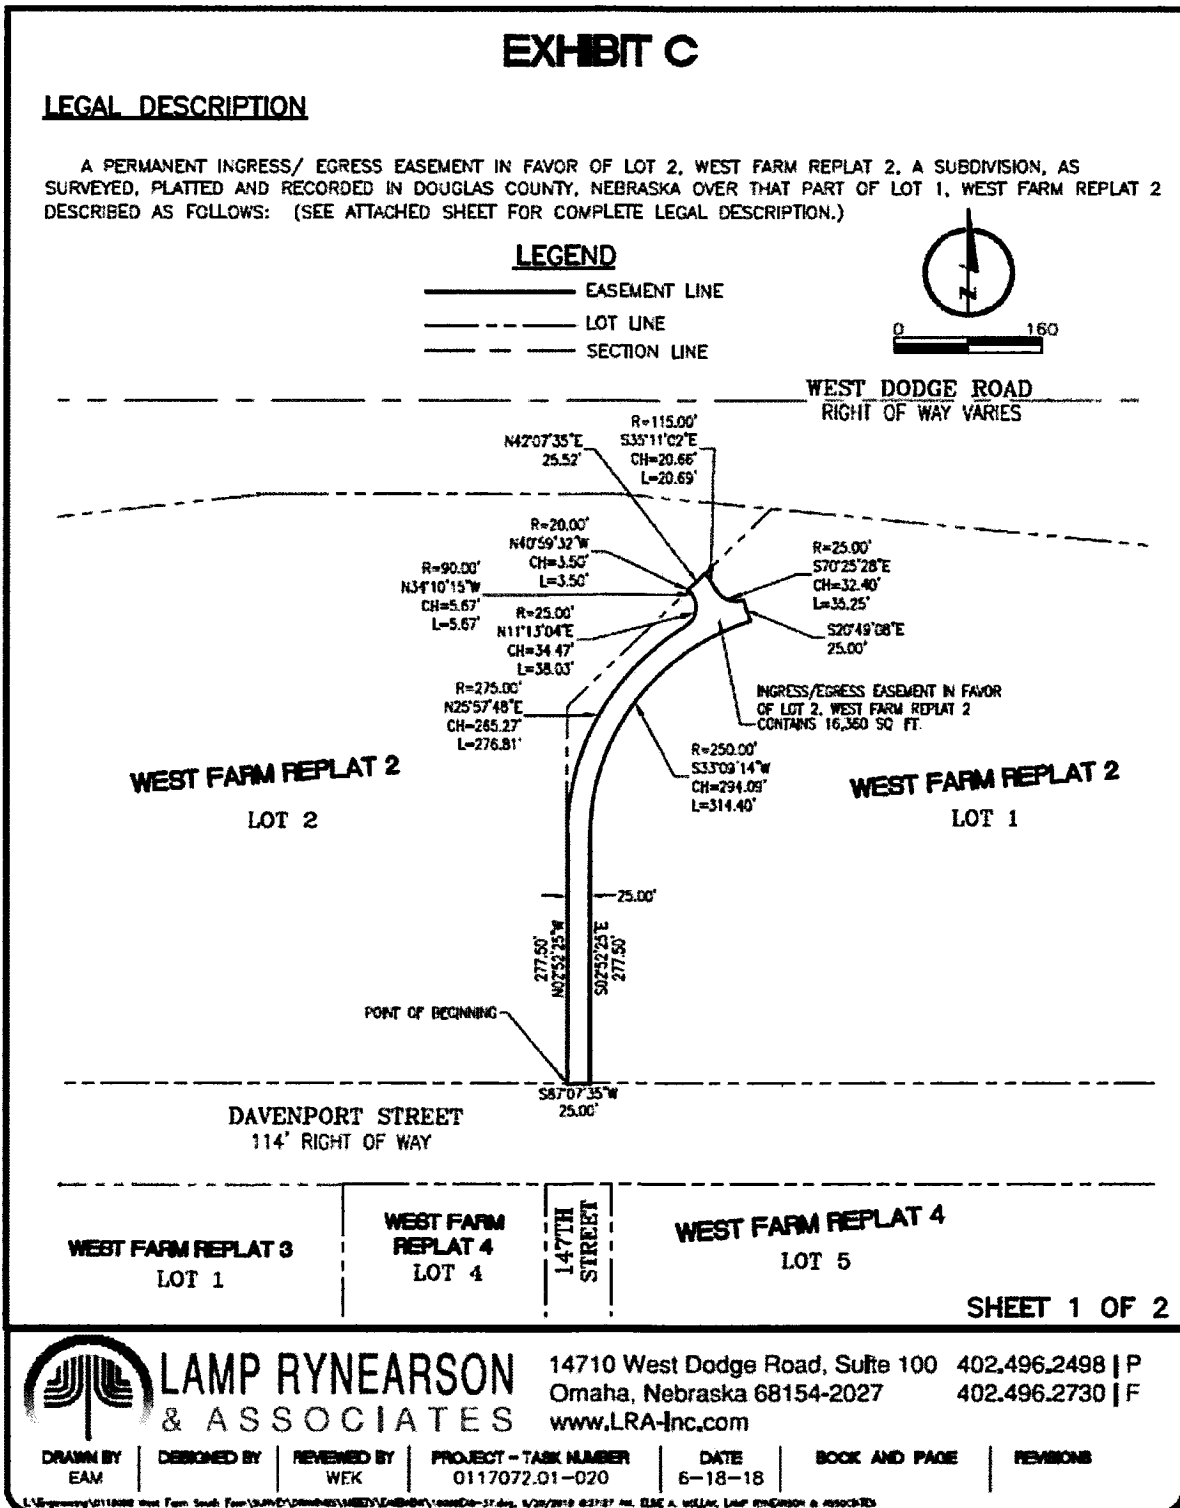 EXHIBIT C
LEGAL DESCRIPTION
A PERMANENT INGRESS/ EGRESS EASEMENT IN FAVOR OF LOT 2, WEST FARM REPLAT 2, A SUBDIVISION, AS
SURVEYED, PLATTED AND RECORDED IN DOUGLAS COUNTY, NEBRASKA OVER THAT PART OF LOT 1, WEST FARM REPLAT 2
DESCRIBED AS FOLLOWS: (SEE ATTACHED SHEET FOR COMPLETE LEGAL DESCRIPTION.)
LEGEND
EASEMENT LINE
LOT LINE
SECTION LINE
N
0 160
WEST DODGE ROAD
RIGHT OF WAY VARIES
R=115.00'
S35°11'02"E
CH=20.66'
L=20.69'
N42°07'35"E
25.52'
R=20.00'
N40°59'32"W
CH=3.50'
L=3.50'
R=90.00'
N34°10'15"W
CH=5.67'
L=5.67'
R=25.00'
S70°25'28"E
CH=32.40'
L=35.25'
R=25.00'
N11°13'04"E
CH=34.47'
L=38.03'
S20°49'08"E
25.00'
R=275.00'
N25°57'48"E
CH=265.27'
L=276.81'
INGRESS/EGRESS EASEMENT IN FAVOR
OF LOT 2, WEST FARM REPLAT 2
CONTAINS 16,360 SQ FT.
R=250.00'
S33°09'14"W
CH=294.09'
L=314.40'
WEST FARM REPLAT 2
LOT 2
WEST FARM REPLAT 2
LOT 1
25.00'
277.50'
N02°52'25"W
S02°52'25"E
277.50'
POINT OF BEGINNING
S87°07'35"W
25.00'
DAVENPORT STREET
114' RIGHT OF WAY
WEST FARM REPLAT 3
LOT 1
WEST FARM
REPLAT 4
LOT 4
147TH
STREET
WEST FARM REPLAT 4
LOT 5
SHEET 1 OF 2
LAMP RYNEARSON
& ASSOCIATES
14710 West Dodge Road, Suite 100 402.496.2498 | P
Omaha, Nebraska 68154-2027 402.496.2730 | F
www.LRA-Inc.com
DRAWN BY
EAM
DESIGNED BY
REVIEWED BY
WEK
PROJECT - TASK NUMBER
0117072.01-020
DATE
6-18-18
BOOK AND PAGE
REVISIONS